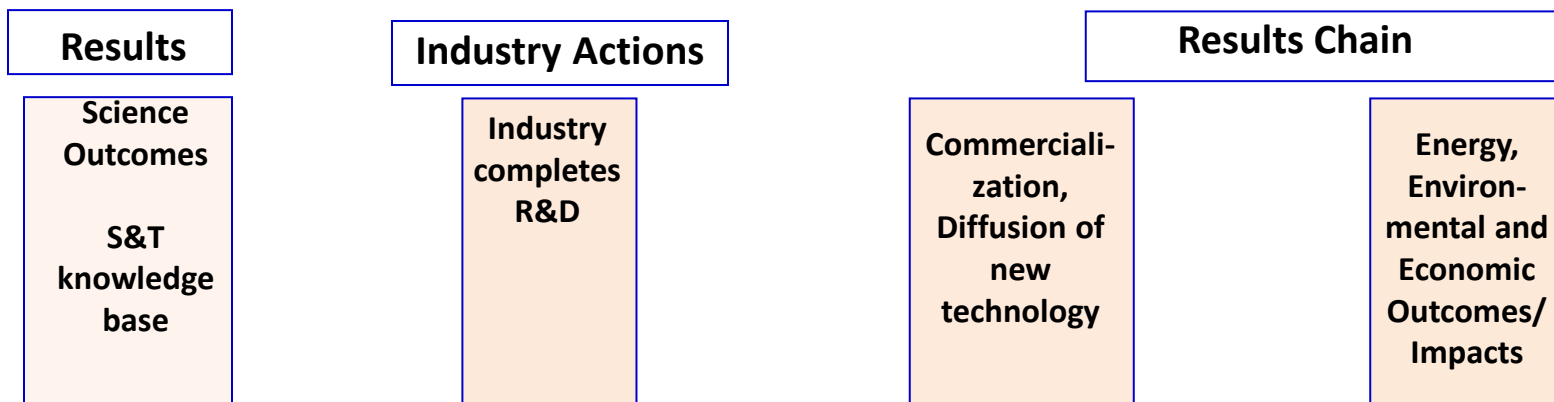 Results
Industry Actions
Results Chain
Science
Outcomes
S&T
knowledge
base
Industry
completes
R&D
Commerciali-
zation,
Diffusion of
new
technology
Energy,
Environ-
mental and
Economic
Outcomes/
Impacts